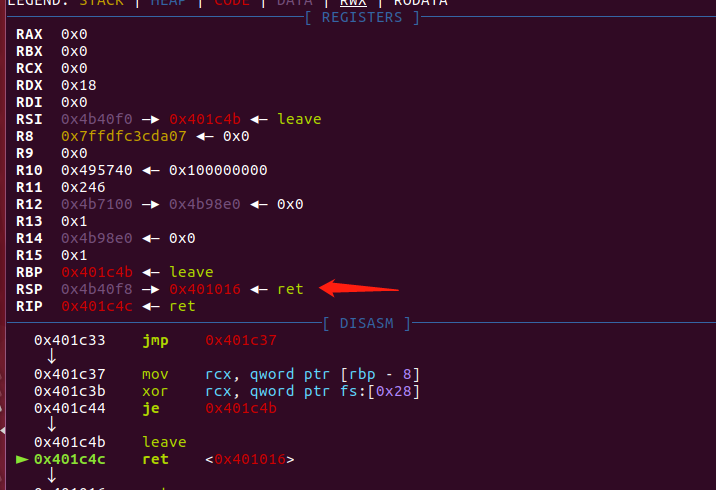 LEGEND: STACK | HEAP | CODE | DATA | RWX | RODATA
[ REGISTERS ]
RAX 0x0
RBX 0x0
RCX 0x0
RDX 0x18
RDI 0x0
RSI 0x4b40f0 —▸ 0x401c4b ◂— leave
R8 0x7ffdfc3cda07 ◂— 0x0
R9 0x0
R10 0x495740 ◂— 0x100000000
R11 0x246
R12 0x4b7100 —▸ 0x4b98e0 ◂— 0x0
R13 0x1
R14 0x4b98e0 ◂— 0x0
R15 0x1
RBP 0x401c4b ◂— leave
RSP 0x4b40f8 —▸ 0x401016 ◂— ret
RIP 0x401c4c ◂— ret
[ DISASM ]
0x401c33 jmp 0x401c37
↓
0x401c37 mov rcx, qword ptr [rbp - 8]
0x401c3b xor rcx, qword ptr fs:[0x28]
0x401c44 je 0x401c4b
↓
0x401c4b leave
► 0x401c4c ret <0x401016>
↓